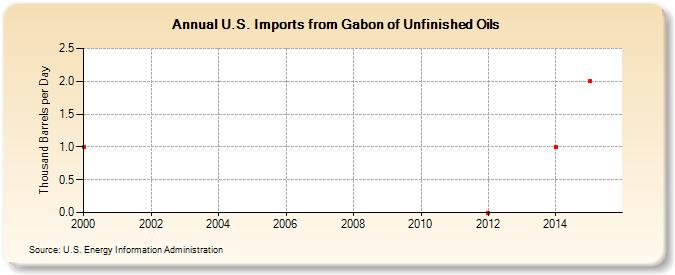 Annual U.S. Imports from Gabon of Unfinished Oils
Thousand Barrels per Day
2.5
2.0
1.5
1.0
0.5
0.0
2000 2002 2004 2006 2008 2010 2012 2014
Source: U.S. Energy Information Administration